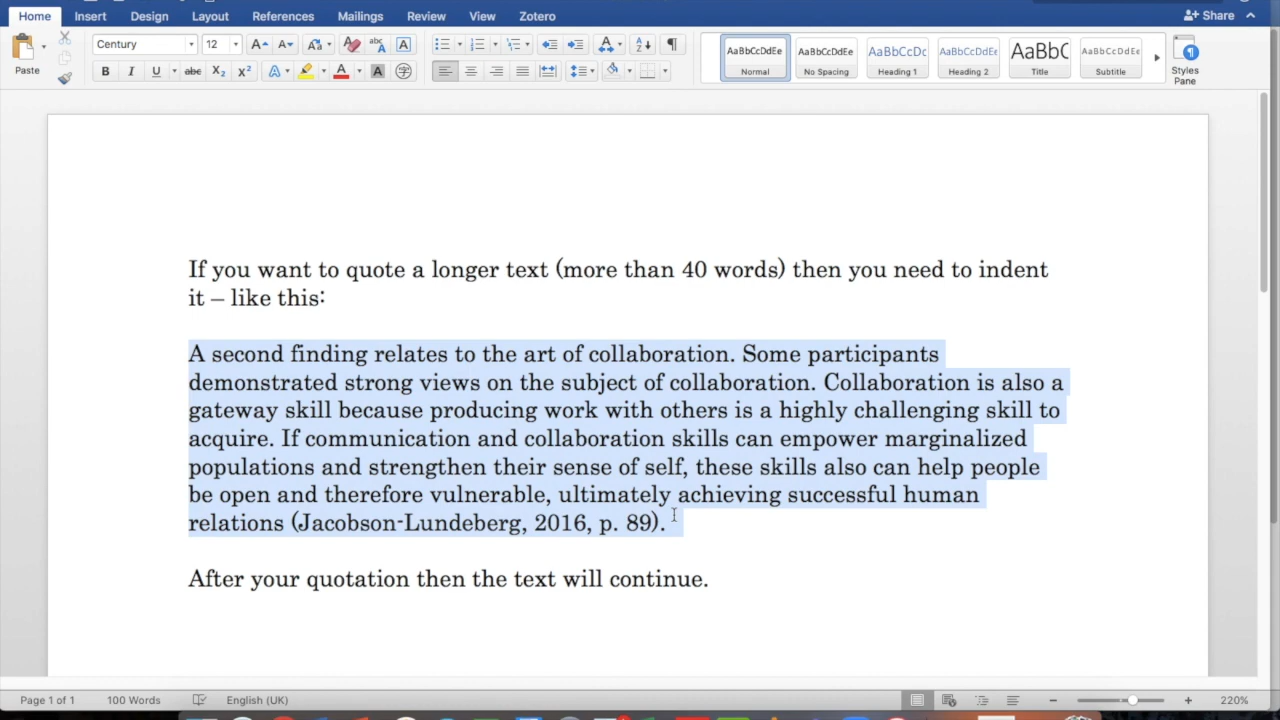 Home Insert Design Layout References Mailings Review View Zotero Share
Century 12 A A Aa A abc A AaBbCcDdEe AaBbCcDdEe AaBbCcDc AaBbCcDdEe AaBbC AaBbCcDdEe
Paste B I U abc X2 X2 A A A Normal No Spacing Heading 1 Heading 2 Title Subtitle Styles Pane
If you want to quote a longer text (more than 40 words) then you need to indent
it – like this:
A second finding relates to the art of collaboration. Some participants
demonstrated strong views on the subject of collaboration. Collaboration is also a
gateway skill because producing work with others is a highly challenging skill to
acquire. If communication and collaboration skills can empower marginalized
populations and strengthen their sense of self, these skills also can help people
be open and therefore vulnerable, ultimately achieving successful human
relations (Jacobson-Lundeberg, 2016, p. 89).
After your quotation then the text will continue.
Page 1 of 1 100 Words English (UK) 220%